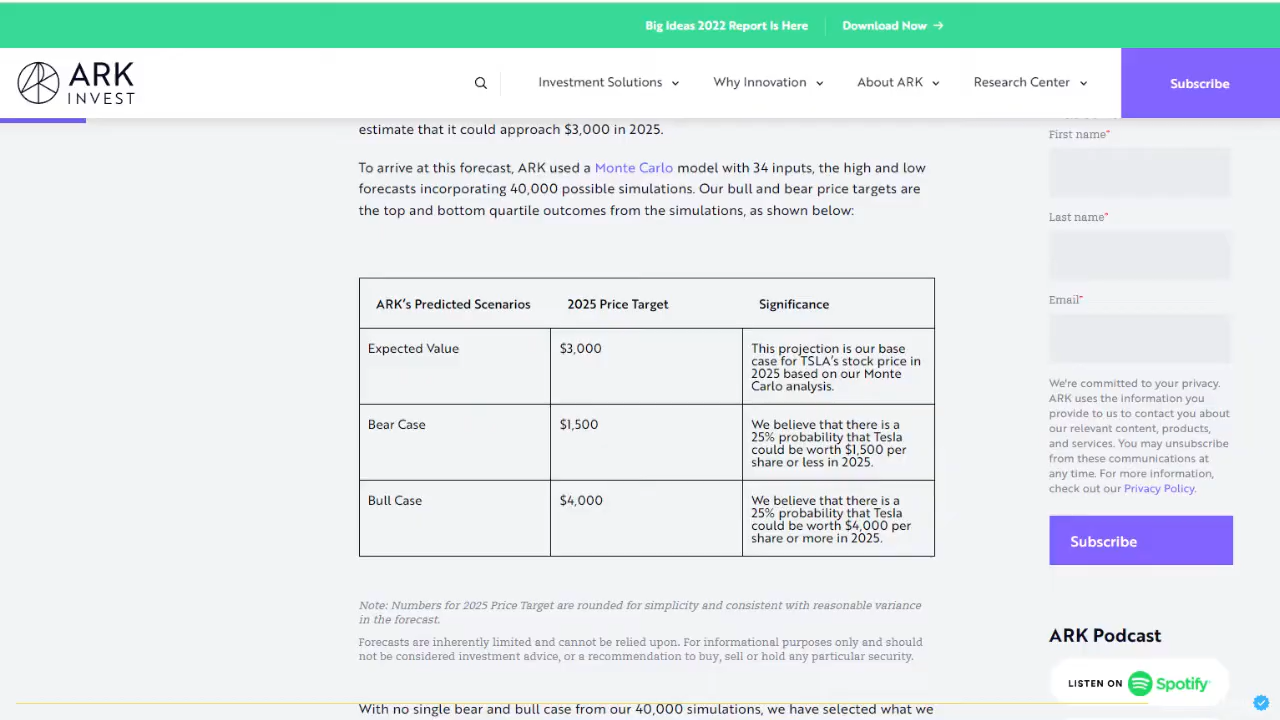 Big Ideas 2022 Report Is Here
Download Now →
ARK
INVEST
Investment Solutions
Why Innovation
About ARK
Research Center
Subscribe
estimate that it could approach $3,000 in 2025.
To arrive at this forecast, ARK used a Monte Carlo model with 34 inputs, the high and low
forecasts incorporating 40,000 possible simulations. Our bull and bear price targets are
the top and bottom quartile outcomes from the simulations, as shown below:
ARK's Predicted Scenarios
2025 Price Target
Significance
Expected Value
$3,000
This projection is our base
case for TSLA's stock price in
2025 based on our Monte
Carlo analysis.
Bear Case
$1,500
We believe that there is a
25% probability that Tesla
could be worth $1,500 per
share or less in 2025.
Bull Case
$4,000
We believe that there is a
25% probability that Tesla
could be worth $4,000 per
share or more in 2025.
Note: Numbers for 2025 Price Target are rounded for simplicity and consistent with reasonable variance
in the forecast.
Forecasts are inherently limited and cannot be relied upon. For informational purposes only and should
not be considered investment advice, or a recommendation to buy, sell or hold any particular security.
With no single bear and bull case from our 40,000 simulations, we have selected what we
First name*
Last name*
Email*
We're committed to your privacy.
ARK uses the information you
provide to us to contact you about
our relevant content, products,
and services. You may unsubscribe
from these communications at
any time. For more information,
check out our Privacy Policy.
Subscribe
ARK Podcast
LISTEN ON Spotify